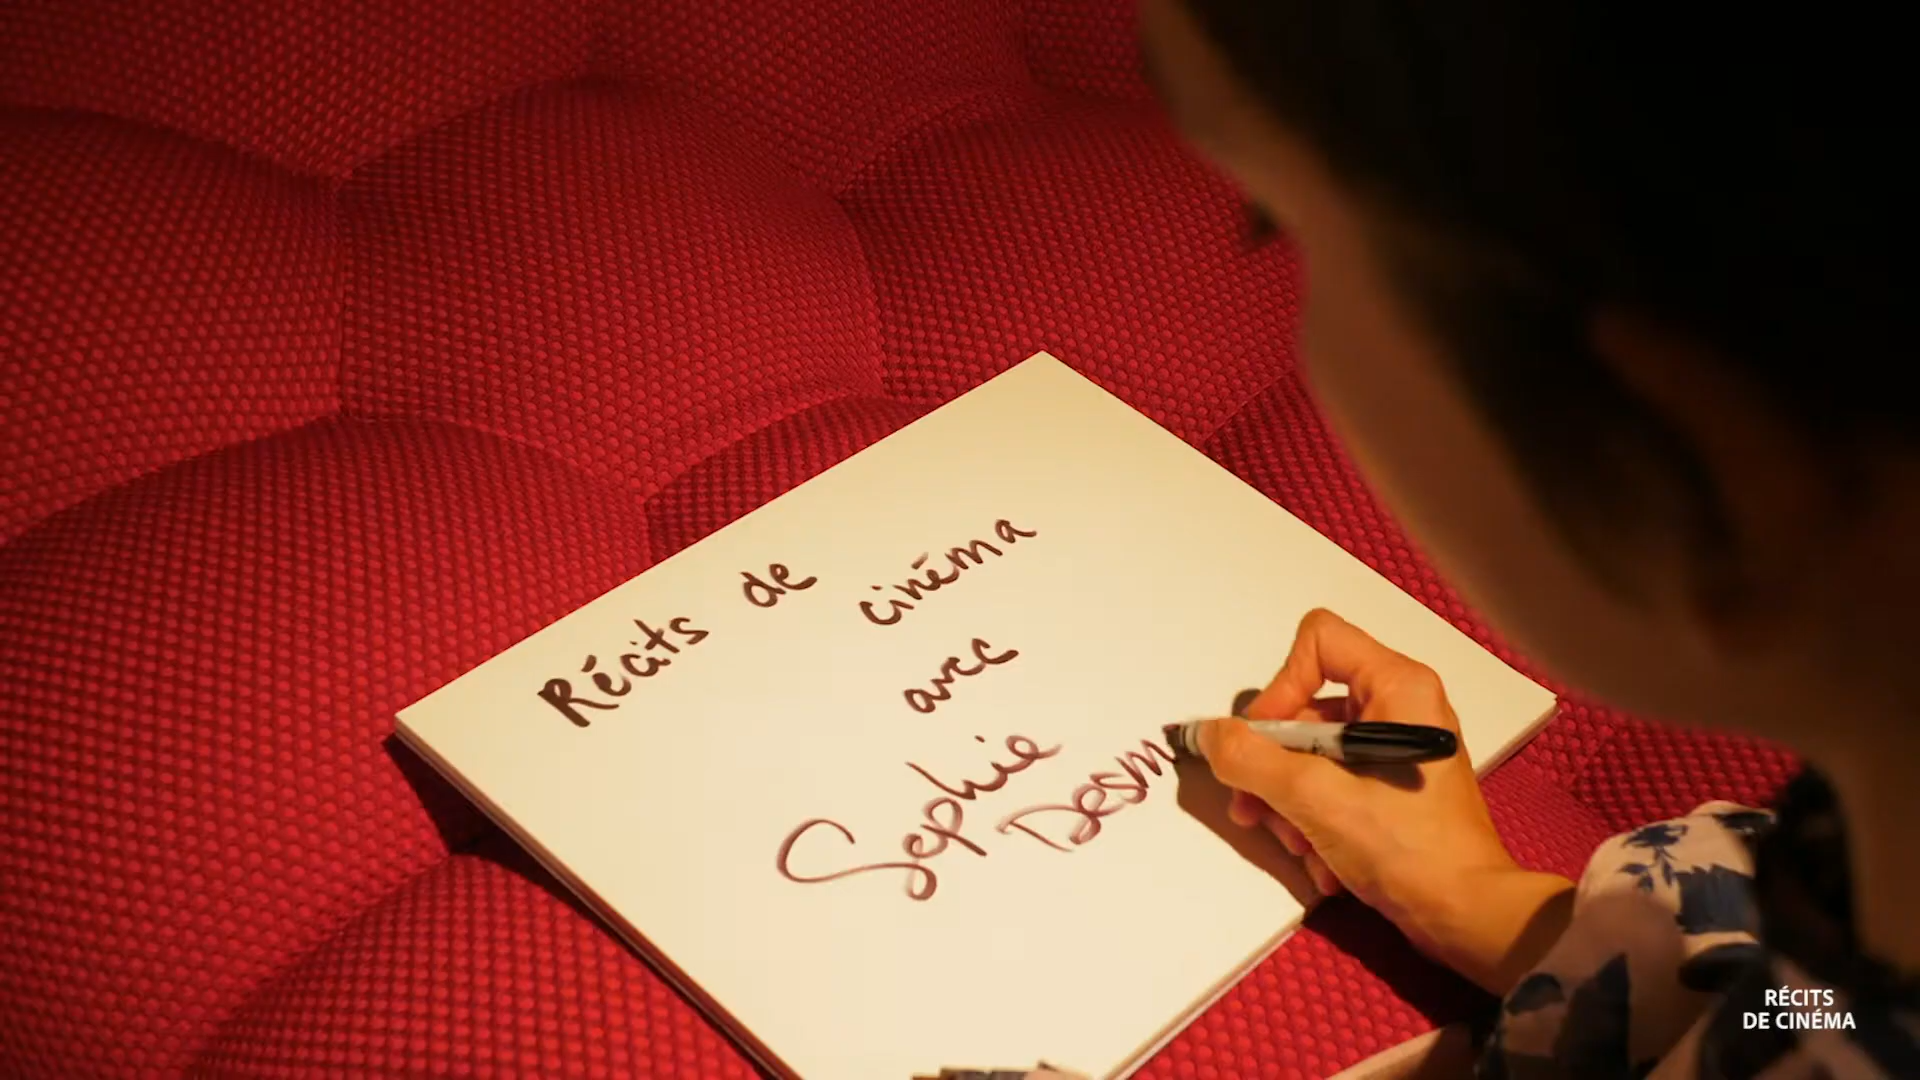 Récits de cinéma
avec
Sophie
Desm
RÉCITS
DE CINÉMA